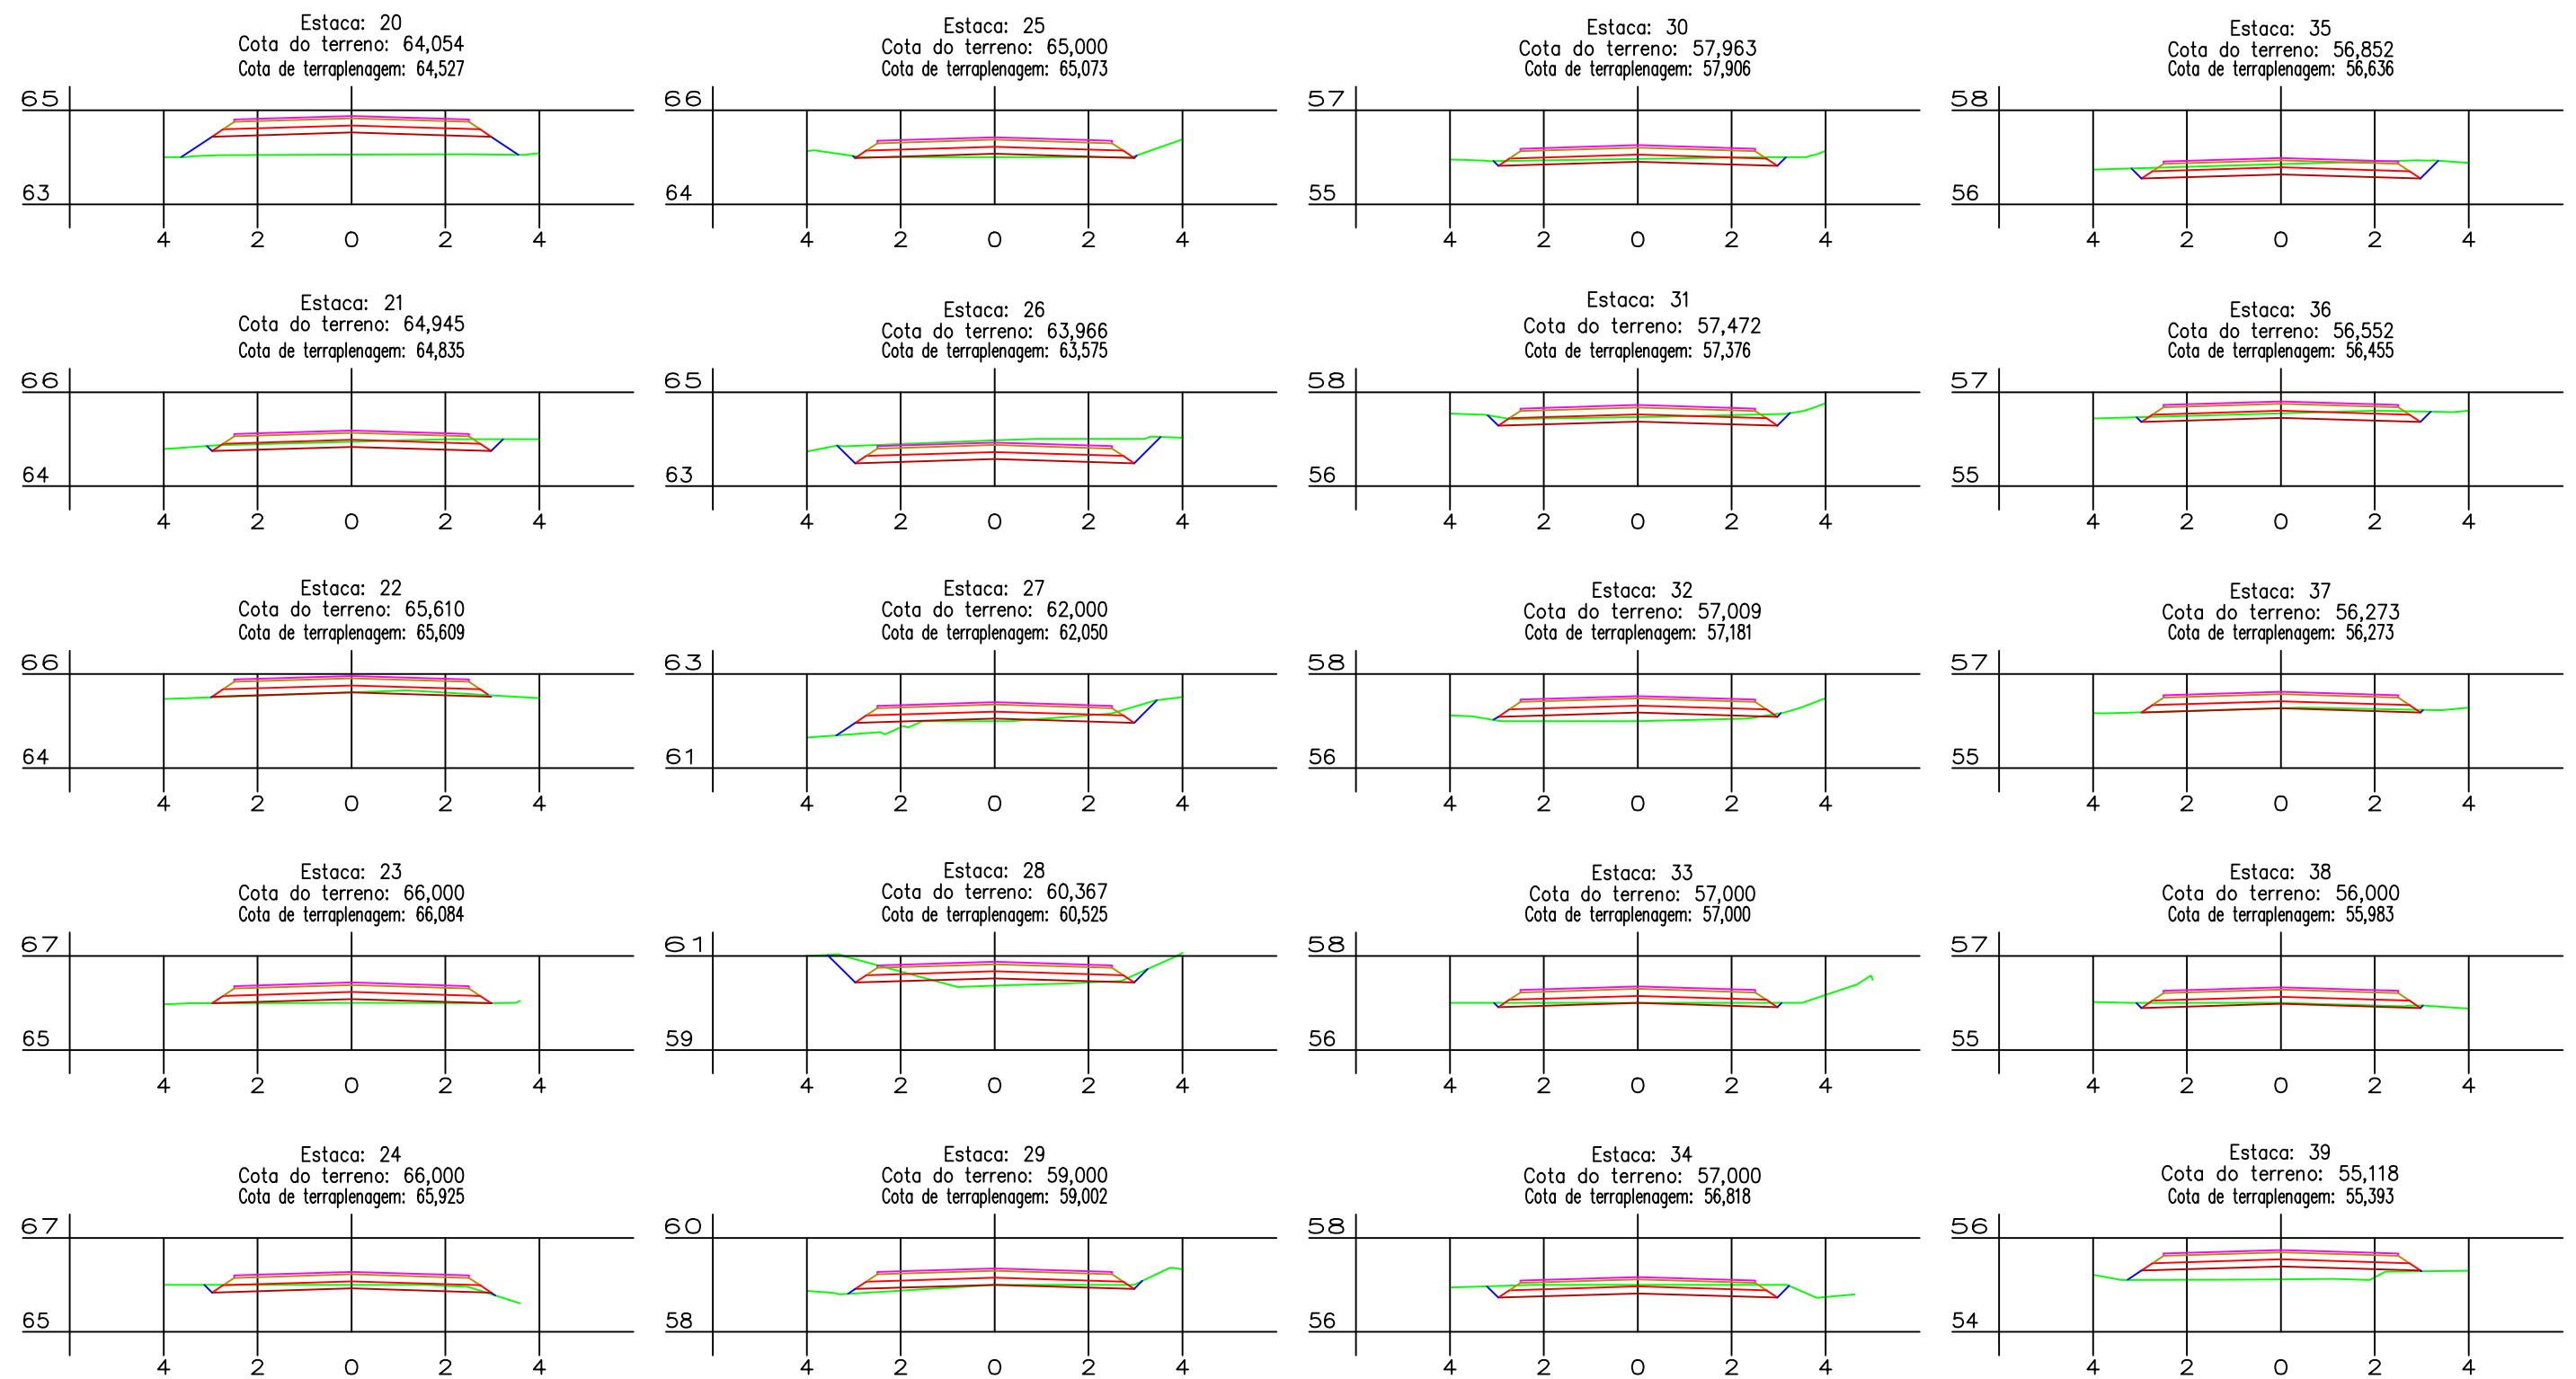 Estaca: 20
Cota do terreno: 64,054
Cota de terraplenagem: 64,527
65
63
4 2 0 2 4
Estaca: 25
Cota do terreno: 65,000
Cota de terraplenagem: 65,073
66
64
4 2 0 2 4
Estaca: 30
Cota do terreno: 57,963
Cota de terraplenagem: 57,906
57
55
4 2 0 2 4
Estaca: 35
Cota do terreno: 56,852
Cota de terraplenagem: 56,636
58
56
4 2 0 2 4
Estaca: 21
Cota do terreno: 64,945
Cota de terraplenagem: 64,835
66
64
4 2 0 2 4
Estaca: 26
Cota do terreno: 63,966
Cota de terraplenagem: 63,575
65
63
4 2 0 2 4
Estaca: 31
Cota do terreno: 57,472
Cota de terraplenagem: 57,376
58
56
4 2 0 2 4
Estaca: 36
Cota do terreno: 56,552
Cota de terraplenagem: 56,455
57
55
4 2 0 2 4
Estaca: 22
Cota do terreno: 65,610
Cota de terraplenagem: 65,609
66
64
4 2 0 2 4
Estaca: 27
Cota do terreno: 62,000
Cota de terraplenagem: 62,050
63
61
4 2 0 2 4
Estaca: 32
Cota do terreno: 57,009
Cota de terraplenagem: 57,181
58
56
4 2 0 2 4
Estaca: 37
Cota do terreno: 56,273
Cota de terraplenagem: 56,273
57
55
4 2 0 2 4
Estaca: 23
Cota do terreno: 66,000
Cota de terraplenagem: 66,084
67
65
4 2 0 2 4
Estaca: 28
Cota do terreno: 60,367
Cota de terraplenagem: 60,525
61
59
4 2 0 2 4
Estaca: 33
Cota do terreno: 57,000
Cota de terraplenagem: 57,000
58
56
4 2 0 2 4
Estaca: 38
Cota do terreno: 56,000
Cota de terraplenagem: 55,983
57
55
4 2 0 2 4
Estaca: 24
Cota do terreno: 66,000
Cota de terraplenagem: 65,925
67
65
4 2 0 2 4
Estaca: 29
Cota do terreno: 59,000
Cota de terraplenagem: 59,002
60
58
4 2 0 2 4
Estaca: 34
Cota do terreno: 57,000
Cota de terraplenagem: 56,818
58
56
4 2 0 2 4
Estaca: 39
Cota do terreno: 55,118
Cota de terraplenagem: 55,393
56
54
4 2 0 2 4